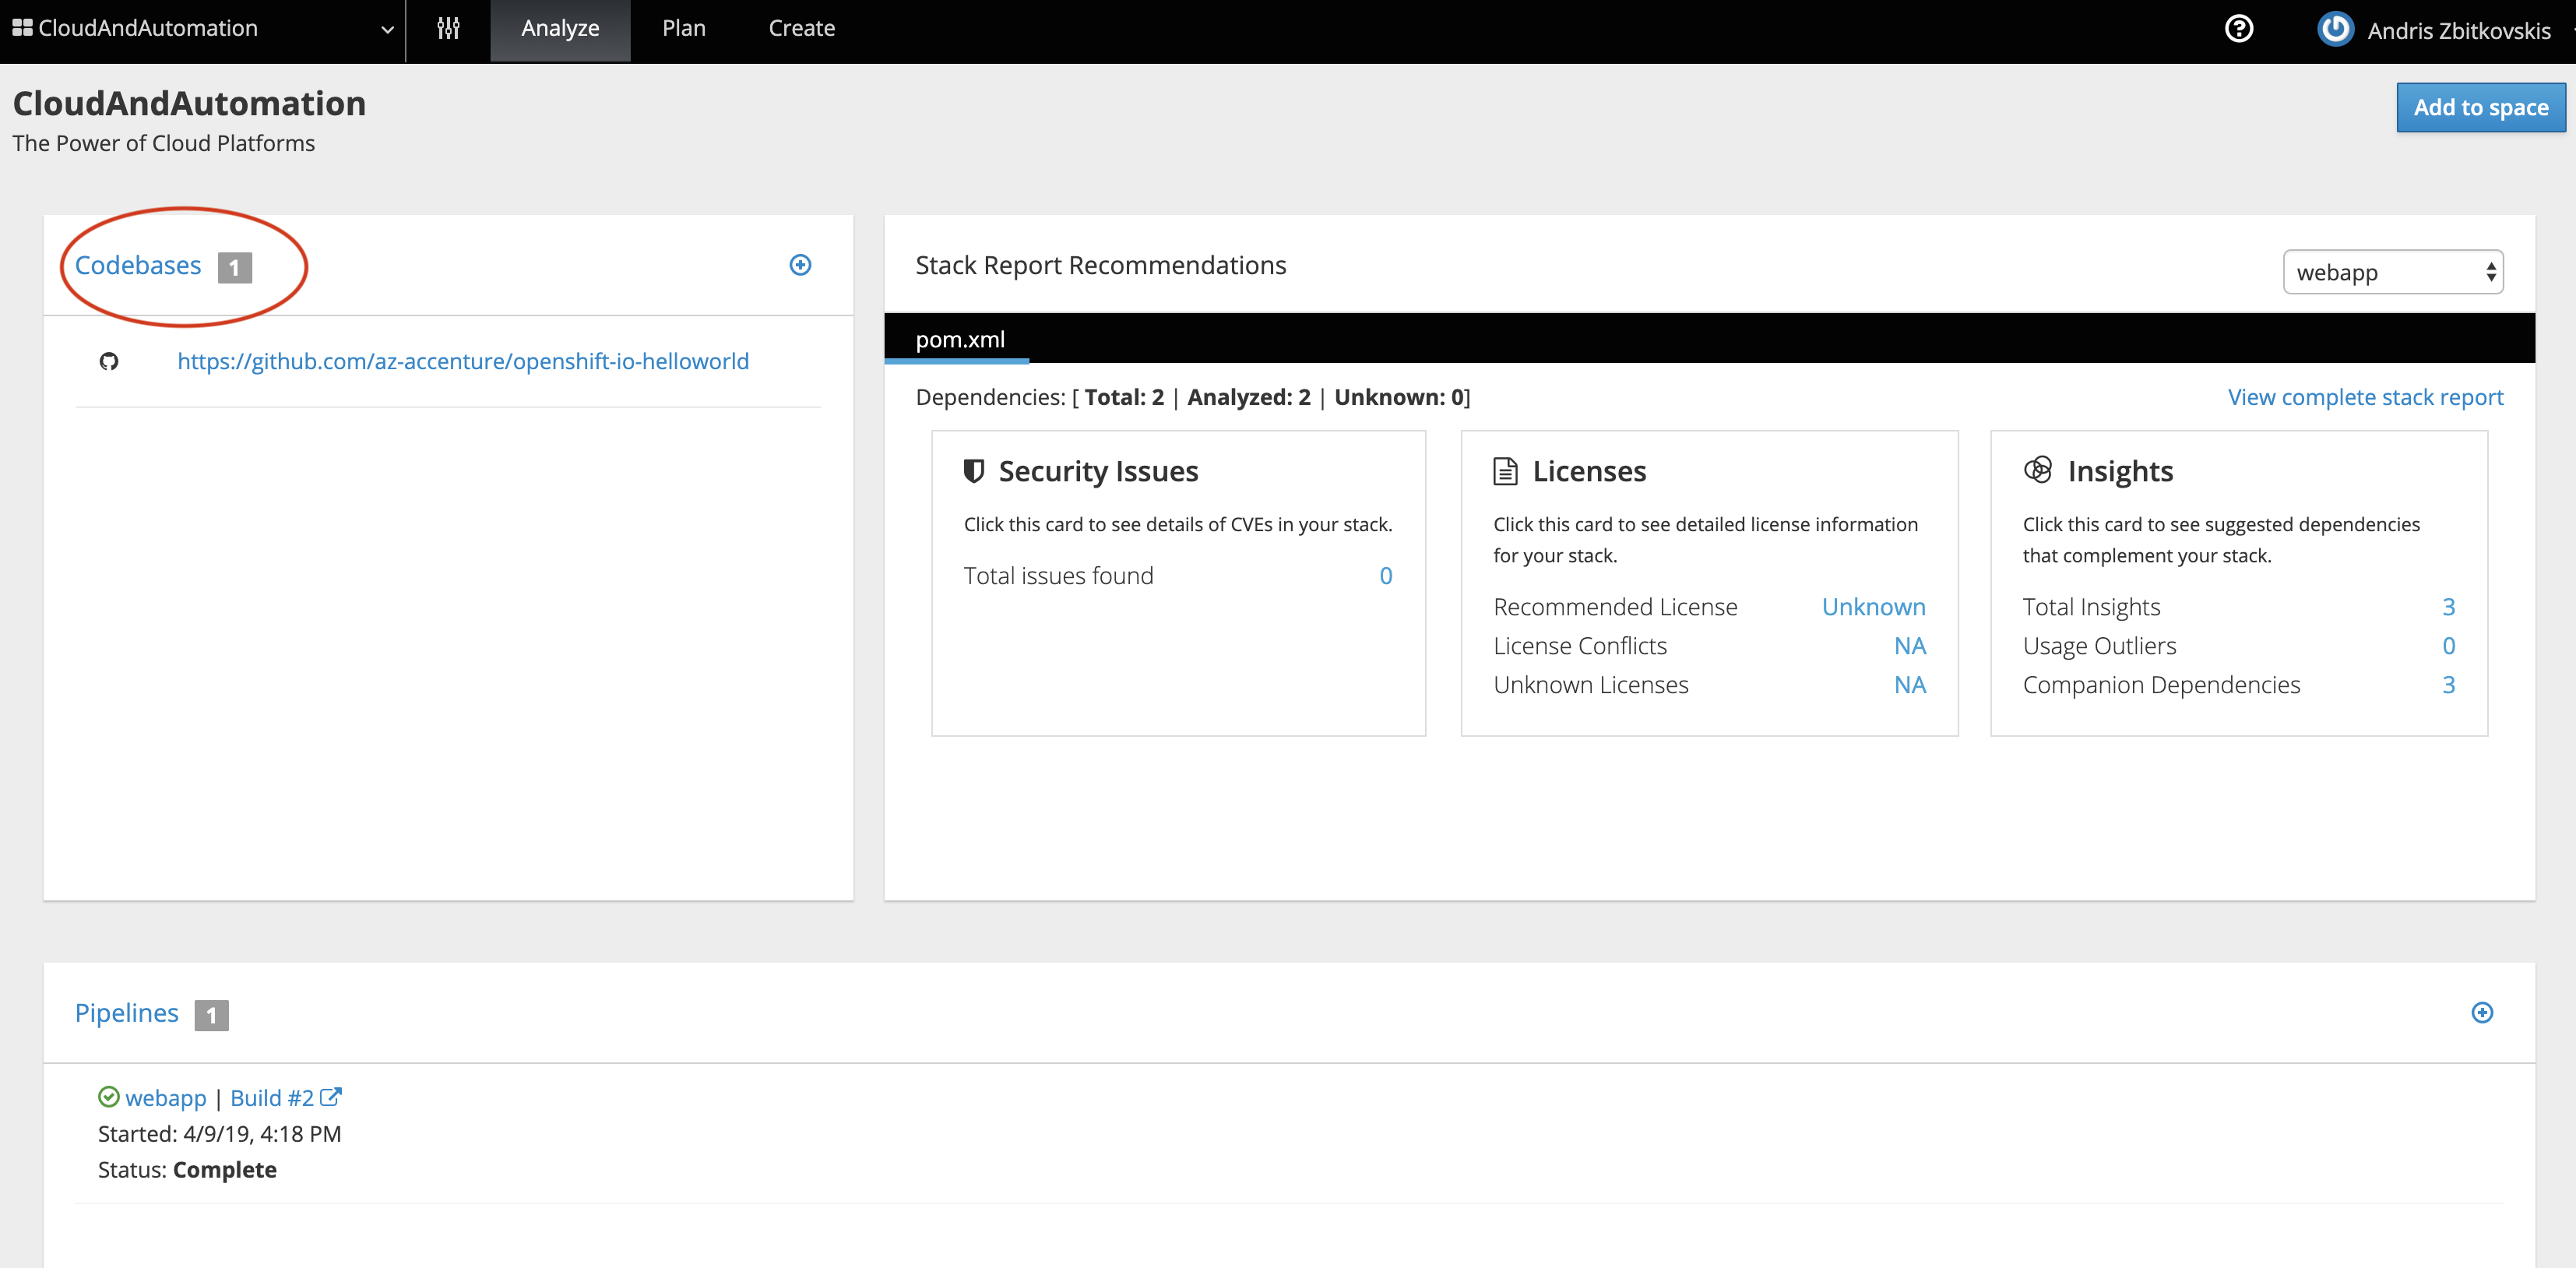 CloudAndAutomation
Analyze
Plan
Create
Andris Zbitkovskis
CloudAndAutomation
The Power of Cloud Platforms
Add to space
Codebases 1
https://github.com/az-accenture/openshift-io-helloworld
Stack Report Recommendations
webapp
pom.xml
Dependencies: [ Total: 2 | Analyzed: 2 | Unknown: 0]
View complete stack report
Security Issues
Click this card to see details of CVEs in your stack.
Total issues found 0
Licenses
Click this card to see detailed license information
for your stack.
Recommended License Unknown
License Conflicts NA
Unknown Licenses NA
Insights
Click this card to see suggested dependencies
that complement your stack.
Total Insights 3
Usage Outliers 0
Companion Dependencies 3
Pipelines 1
webapp | Build #2
Started: 4/9/19, 4:18 PM
Status: Complete